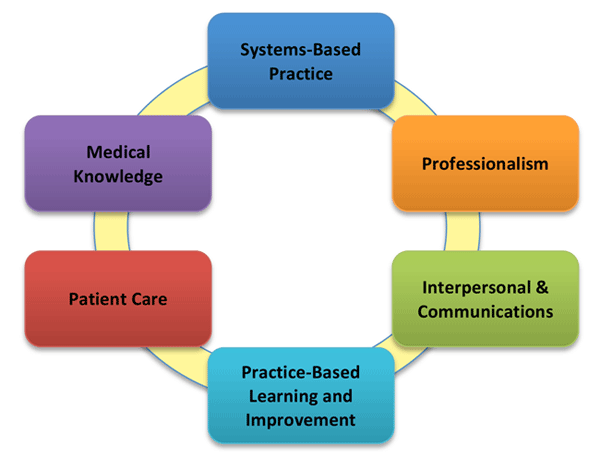 Systems-Based
Practice
Medical
Knowledge
Professionalism
Patient Care
Interpersonal &
Communications
Practice-Based
Learning and
Improvement